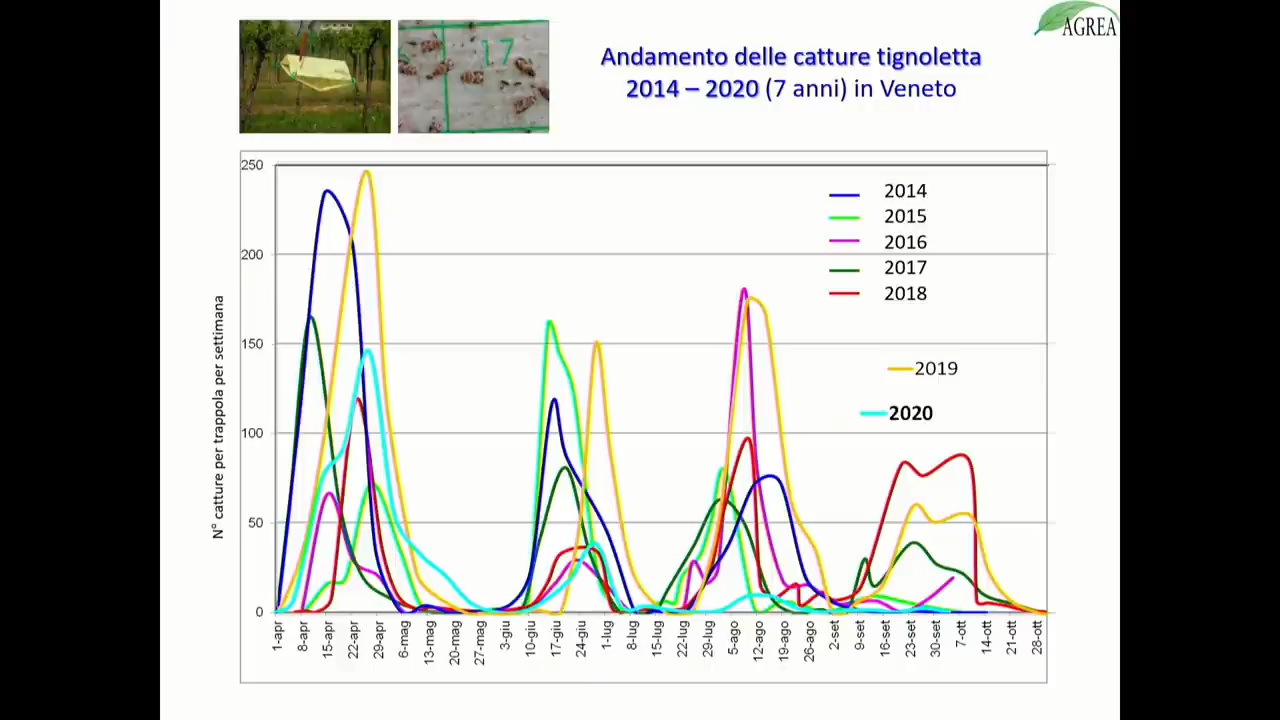 AGREA
17
Andamento delle catture tignoletta
2014 – 2020 (7 anni) in Veneto
N° catture per trappola per settimana
250
200
150
100
50
0
2014
2015
2016
2017
2018
2019
2020
1-apr
8-apr
15-apr
22-apr
29-apr
6-mag
13-mag
20-mag
27-mag
3-giu
10-giu
17-giu
24-giu
1-lug
8-lug
15-lug
22-lug
29-lug
5-ago
12-ago
19-ago
26-ago
2-set
9-set
16-set
23-set
30-set
7-ott
14-ott
21-ott
28-ott